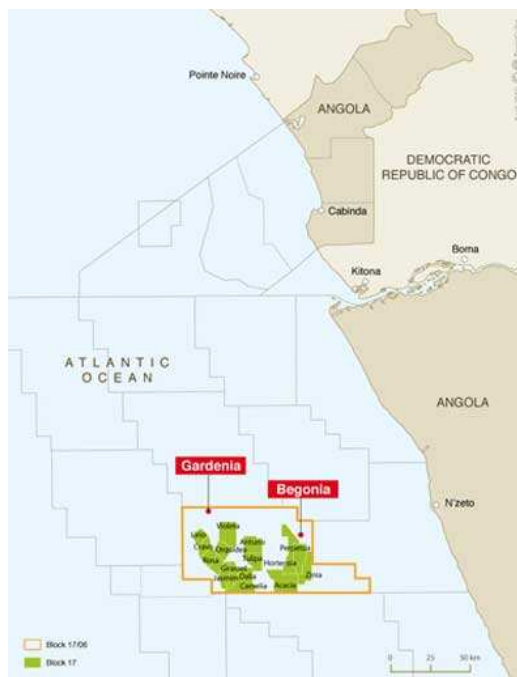 Pointe Noire
ANGOLA
DEMOCRATIC
REPUBLIC OF CONGO
Cabinda
Boma
Kitona
ATLANTIC
OCEAN
ANGOLA
Gardenia
Begonia
N'zeto
Violeta
Lirio
Cravo
Orquidea
Anturio
Perpetua
Rosa
Tulipa
Hortensia
Girassol
Jasmim
Dalia
Zinia
Camelia
Acacia
Block 17/06
Block 17
0 25 50 km